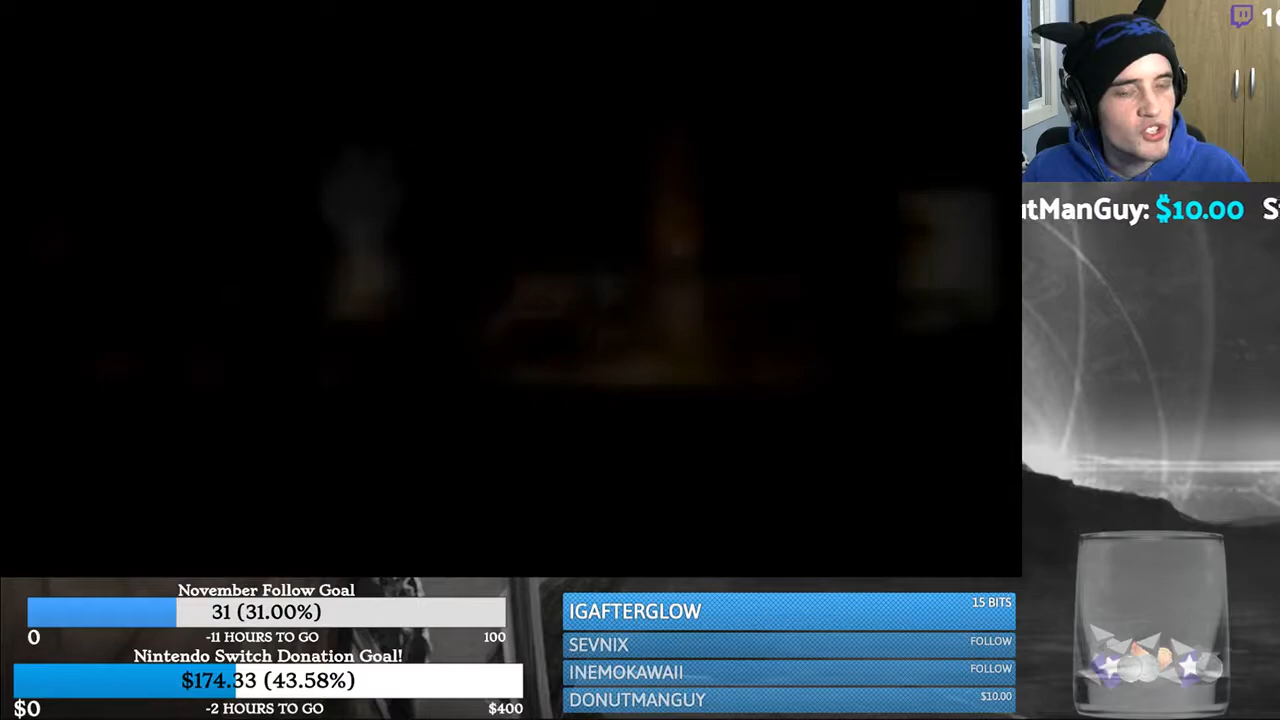 10
utManGuy: $10.00 S
November Follow Goal
31 (31.00%)
0 -11 HOURS TO GO 100
Nintendo Switch Donation Goal!
$174.33 (43.58%)
$0 -2 HOURS TO GO $400
IGAFTERGLOW 15 BITS
SEVNIX FOLLOW
INEMOKAWAII FOLLOW
DONUTMANGUY $10.00